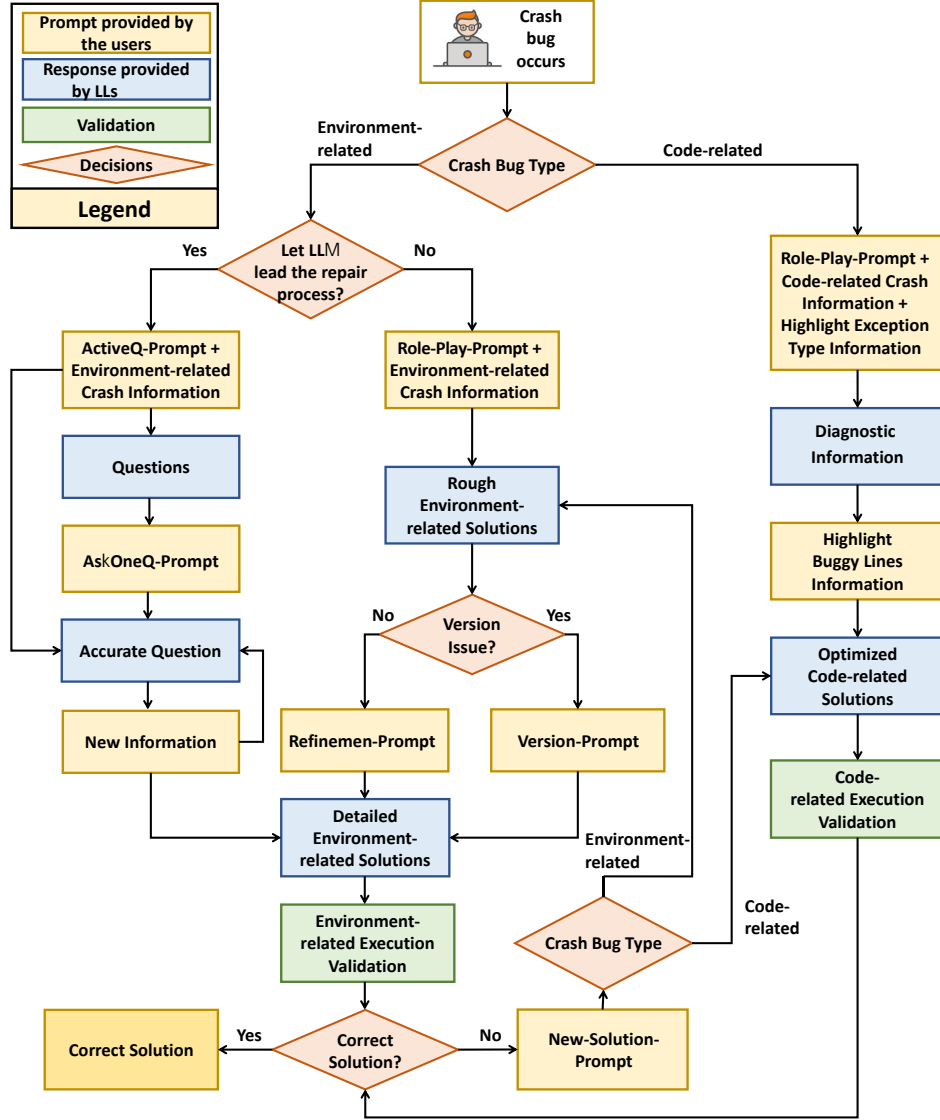 Prompt provided by
the users
Response provided
by LLs
Validation
Decisions
Legend
Crash
bug
occurs
Environment-
related
Crash Bug Type
Code-related
Yes
Let LLM
lead the repair
process?
No
Role-Play-Prompt +
Code-related Crash
Information +
Highlight Exception
Type Information
ActiveQ-Prompt +
Environment-related
Crash Information
Role-Play-Prompt +
Environment-related
Crash Information
Questions
Rough
Environment-
related Solutions
Diagnostic
Information
AskOneQ-Prompt
Highlight
Buggy Lines
Information
No
Version
Issue?
Yes
Accurate Question
Optimized
Code-related
Solutions
New Information
Refinemen-Prompt
Version-Prompt
Code-
related Execution
Validation
Detailed
Environment-
related Solutions
Environment-
related
Environment-
related Execution
Validation
Crash Bug Type
Code-
related
Correct Solution
Yes
Correct
Solution?
No
New-Solution-
Prompt